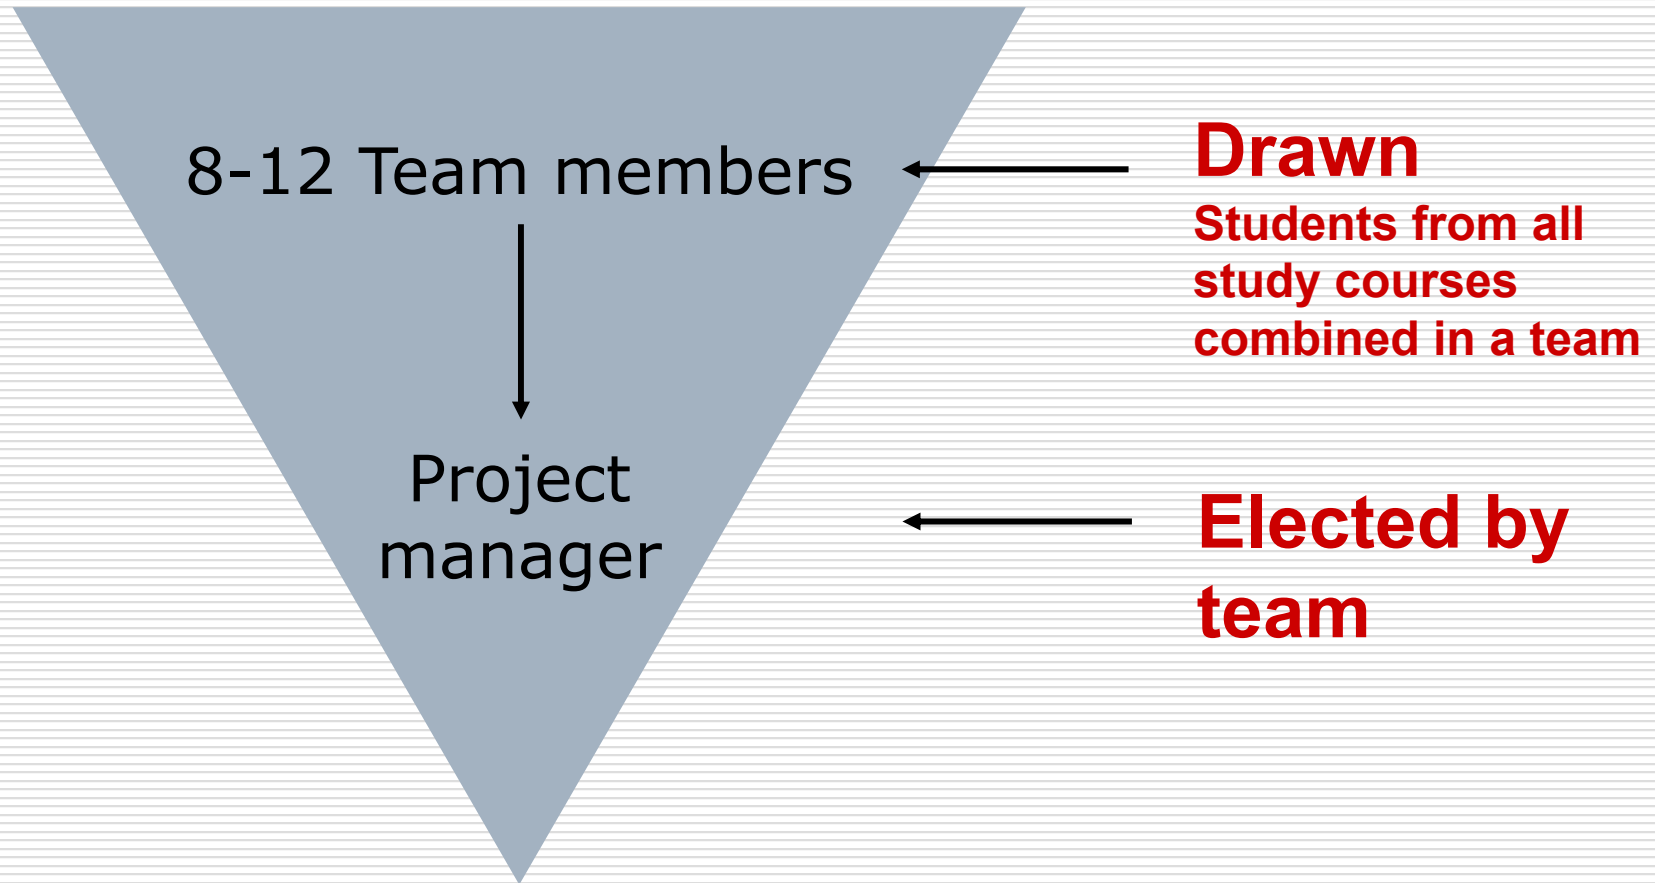 8-12 Team members
Drawn
Students from all
study courses
combined in a team
Project
manager
Elected by
team